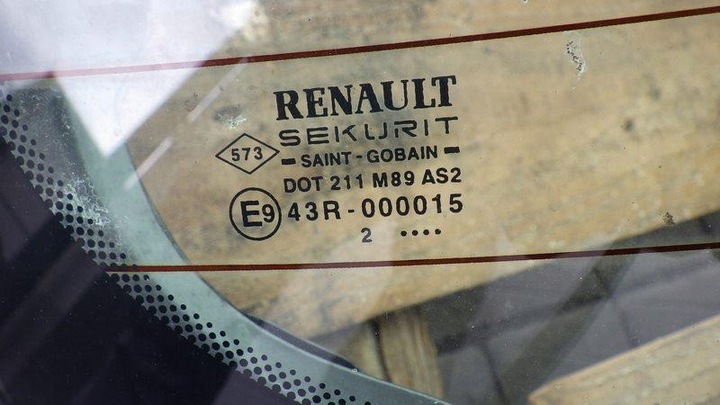 RENAULT
SEKURIT
573
SAINT-GOBAIN
DOT 211 M89 AS2
E9 43R-000015
2 ••••